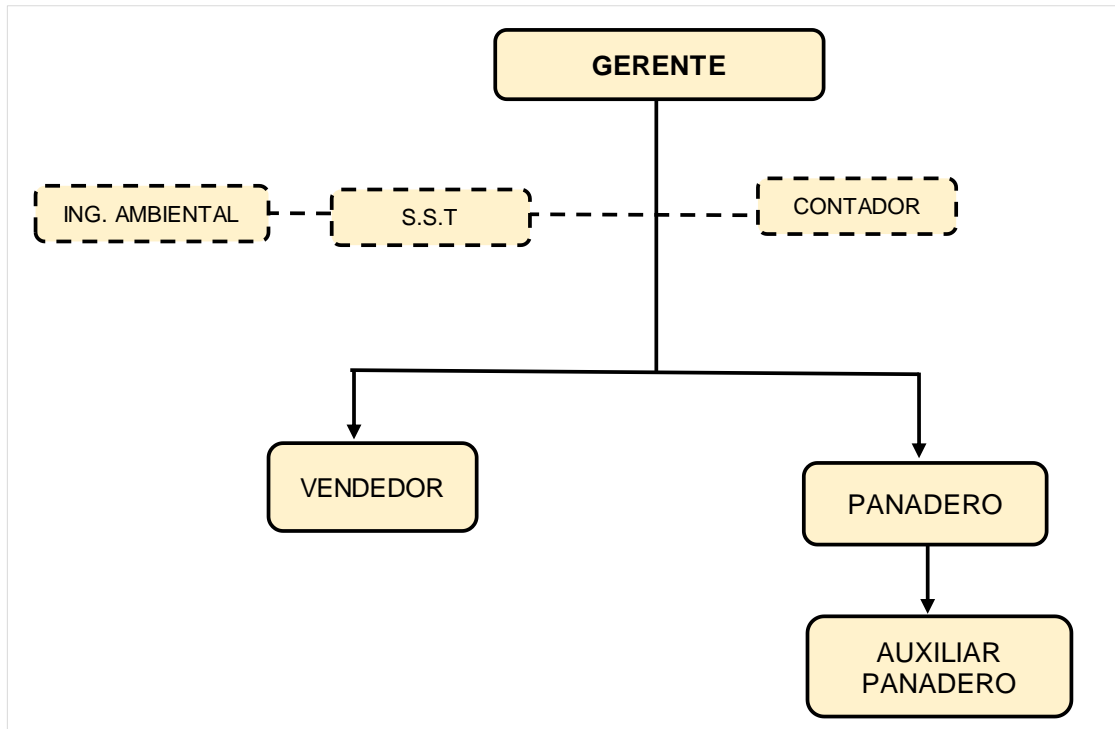 GERENTE
ING. AMBIENTAL
S.S.T
CONTADOR
VENDEDOR
PANADERO
AUXILIAR
PANADERO